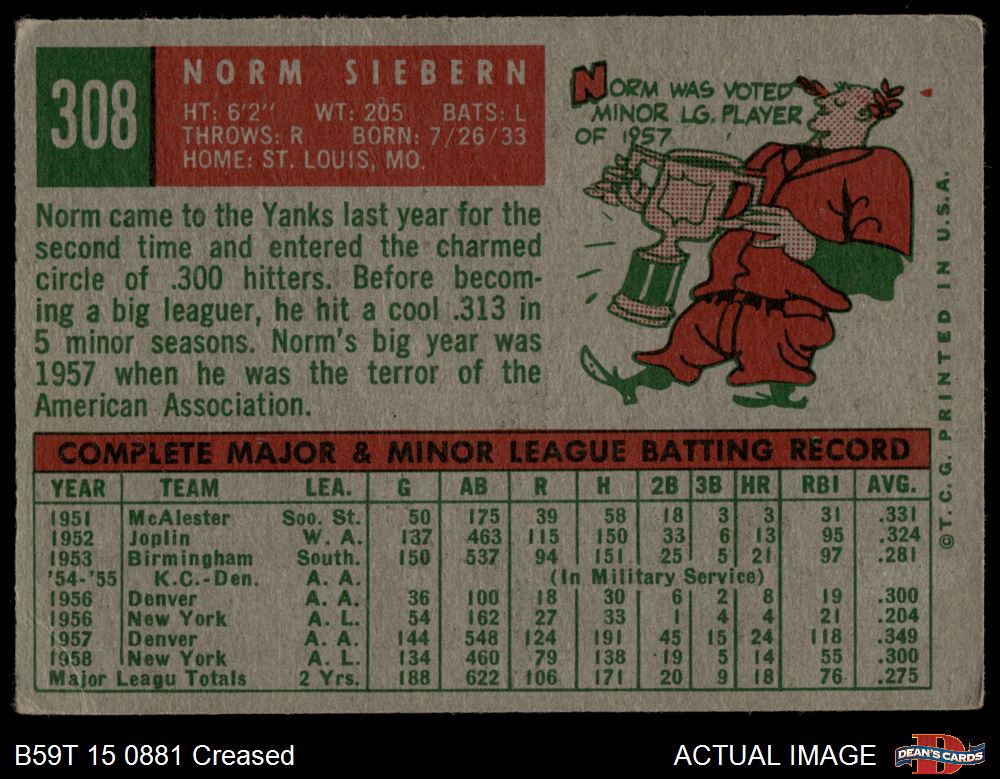 308
NORM SIEBERN
HT: 6'2" WT: 205 BATS: L
THROWS: R BORN: 7/26/33
HOME: ST. LOUIS, MO.
Norm came to the Yanks last year for the
second time and entered the charmed
circle of .300 hitters. Before becom-
ing a big leaguer, he hit a cool .313 in
5 minor seasons. Norm's big year was
1957 when he was the terror of the
American Association.
NORM WAS VOTED
MINOR LG. PLAYER
OF 1957
©T. C. G. PRINTED IN U.S.A.
COMPLETE MAJOR & MINOR LEAGUE BATTING RECORD
YEAR TEAM LEA. G AB R H 2B 3B HR RBI AVG.
1951 McAlester Soo. St. 50 175 39 58 18 3 3 31 .331
1952 Joplin W. A. 137 463 115 150 33 6 13 95 .324
1953 Birmingham South. 150 537 94 151 25 5 21 97 .281
'54-'55 K.C.-Den. A. A. (In Military Service)
1956 Denver A. A. 36 100 18 30 6 2 8 19 .300
1956 New York A. L. 54 162 27 33 1 4 4 21 .204
1957 Denver A. A. 144 548 124 191 45 15 24 118 .349
1958 New York A. L. 134 460 79 138 19 5 14 55 .300
Major Leagu Totals 2 Yrs. 188 622 106 171 20 9 18 76 .275
B59T 15 0881 Creased
ACTUAL IMAGE
DEAN'S CARDS